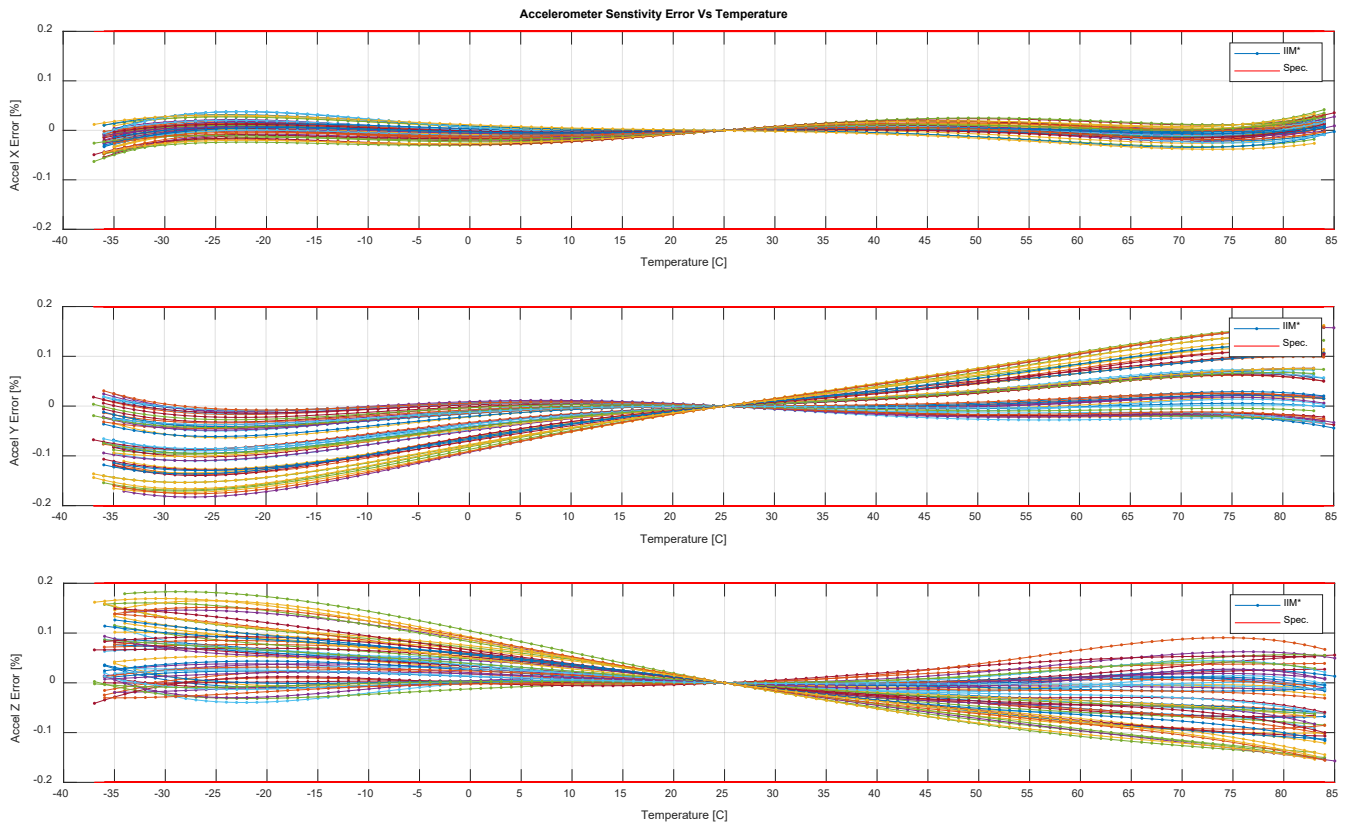 Accelerometer Senstivity Error Vs Temperature
0.2
0.1
0
-0.1
-0.2
Accel X Error [%]
IIM*
Spec.
-40 -35 -30 -25 -20 -15 -10 -5 0 5 10 15 20 25 30 35 40 45 50 55 60 65 70 75 80 85
Temperature [C]
0.2
0.1
0
-0.1
-0.2
Accel Y Error [%]
IIM*
Spec.
-40 -35 -30 -25 -20 -15 -10 -5 0 5 10 15 20 25 30 35 40 45 50 55 60 65 70 75 80 85
Temperature [C]
0.2
0.1
0
-0.1
-0.2
Accel Z Error [%]
IIM*
Spec.
-40 -35 -30 -25 -20 -15 -10 -5 0 5 10 15 20 25 30 35 40 45 50 55 60 65 70 75 80 85
Temperature [C]